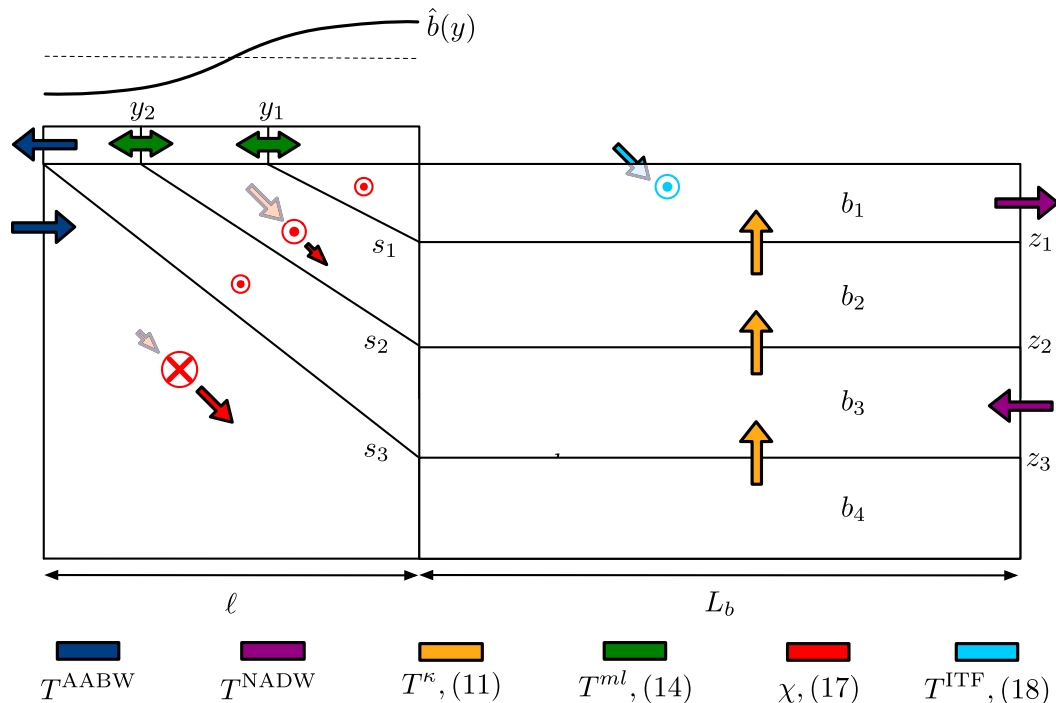 b̂(y)
y₂ y₁
b₁
s₁ z₁
b₂
s₂ z₂
b₃
s₃ z₃
b₄
ℓ L_b
T^AABW T^NADW T^κ, (11) T^ml, (14) χ, (17) T^ITF, (18)